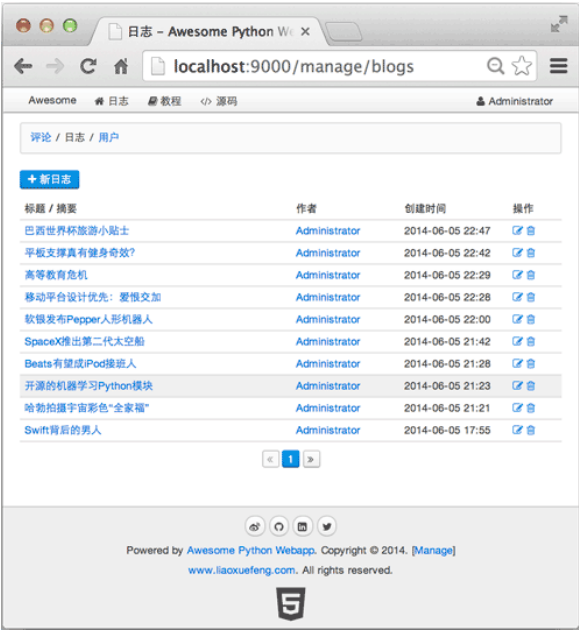 日志 – Awesome Python We
localhost:9000/manage/blogs
Awesome 日志 教程 源码 Administrator
评论 / 日志 / 用户
+ 新日志
标题 / 摘要 作者 创建时间 操作
巴西世界杯旅游小贴士 Administrator 2014-06-05 22:47
平板支撑真有健身奇效? Administrator 2014-06-05 22:42
高等教育危机 Administrator 2014-06-05 22:29
移动平台设计优先：爱恨交加 Administrator 2014-06-05 22:28
软银发布Pepper人形机器人 Administrator 2014-06-05 22:00
SpaceX推出第二代太空船 Administrator 2014-06-05 21:42
Beats有望成iPod接班人 Administrator 2014-06-05 21:28
开源的机器学习Python模块 Administrator 2014-06-05 21:23
哈勃拍摄宇宙彩色“全家福” Administrator 2014-06-05 21:21
Swift背后的男人 Administrator 2014-06-05 17:55
« 1 »
Powered by Awesome Python Webapp. Copyright © 2014. [Manage]
www.liaoxuefeng.com. All rights reserved.
5